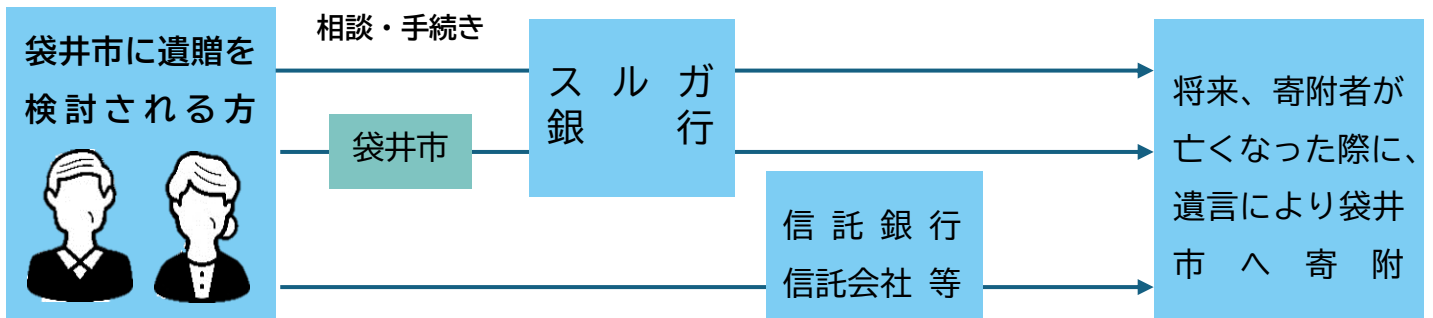 袋井市に遺贈を
検討される方
相談・手続き
袋井市
スルガ
銀行
信託銀行
信託会社 等
将来、寄附者が
亡くなった際に、
遺言により袋井
市へ寄附